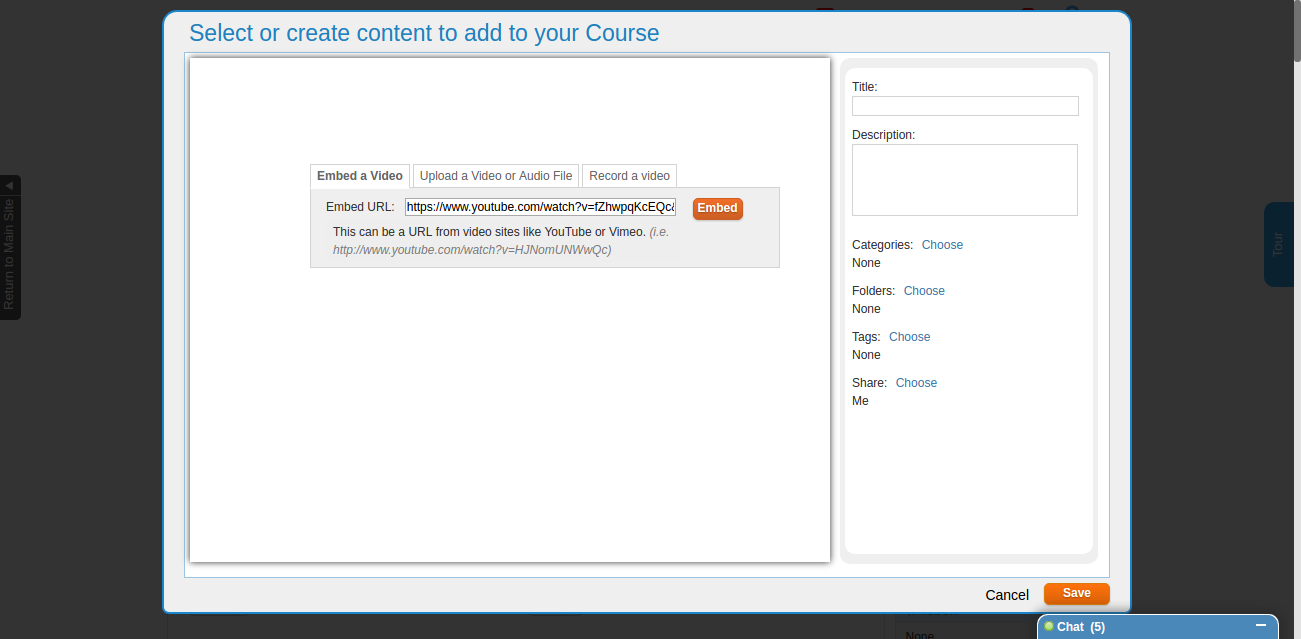 Select or create content to add to your Course
Return to Main Site
Embed a Video
Upload a Video or Audio File
Record a video
Embed URL:
https://www.youtube.com/watch?v=fZhwpqKcEQc&
Embed
This can be a URL from video sites like YouTube or Vimeo. (i.e.
http://www.youtube.com/watch?v=HJNomUNWwQc)
Title:
Description:
Categories: Choose
None
Folders: Choose
None
Tags: Choose
None
Share: Choose
Me
Tour
Cancel
Save
Chat (5)
None